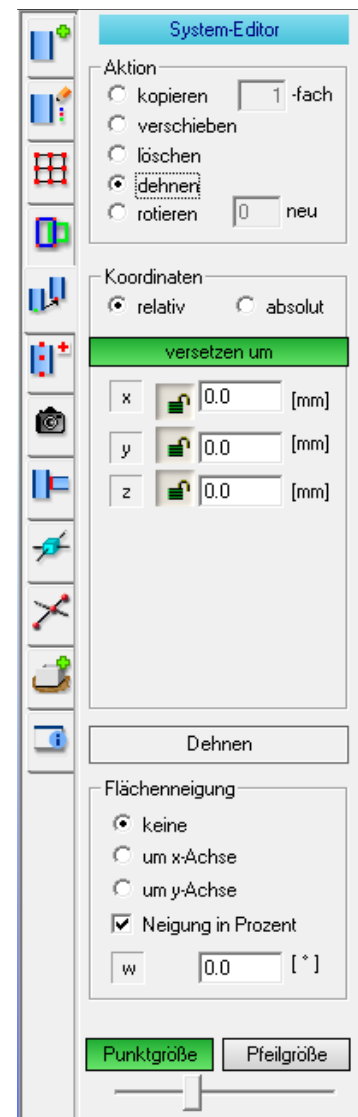 System-Editor
Aktion
kopieren 1 -fach
verschieben
löschen
dehnen
rotieren 0 neu
Koordinaten
relativ absolut
versetzen um
x 0.0 [mm]
y 0.0 [mm]
z 0.0 [mm]
Dehnen
Flächenneigung
keine
um x-Achse
um y-Achse
Neigung in Prozent
w 0.0 [°]
Punktgröße Pfeilgröße